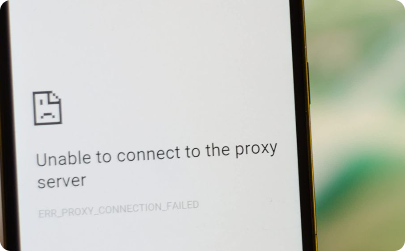 Unable to connect to the proxy
server
ERR_PROXY_CONNECTION_FAILED